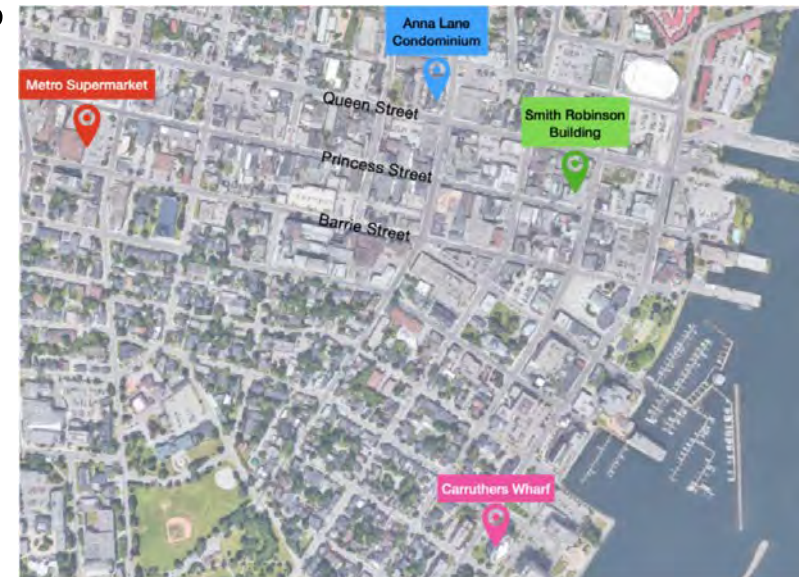 Anna Lane
Condominium
Metro Supermarket
Queen Street
Smith Robinson
Building
Princess Street
Barrie Street
Carruthers Wharf